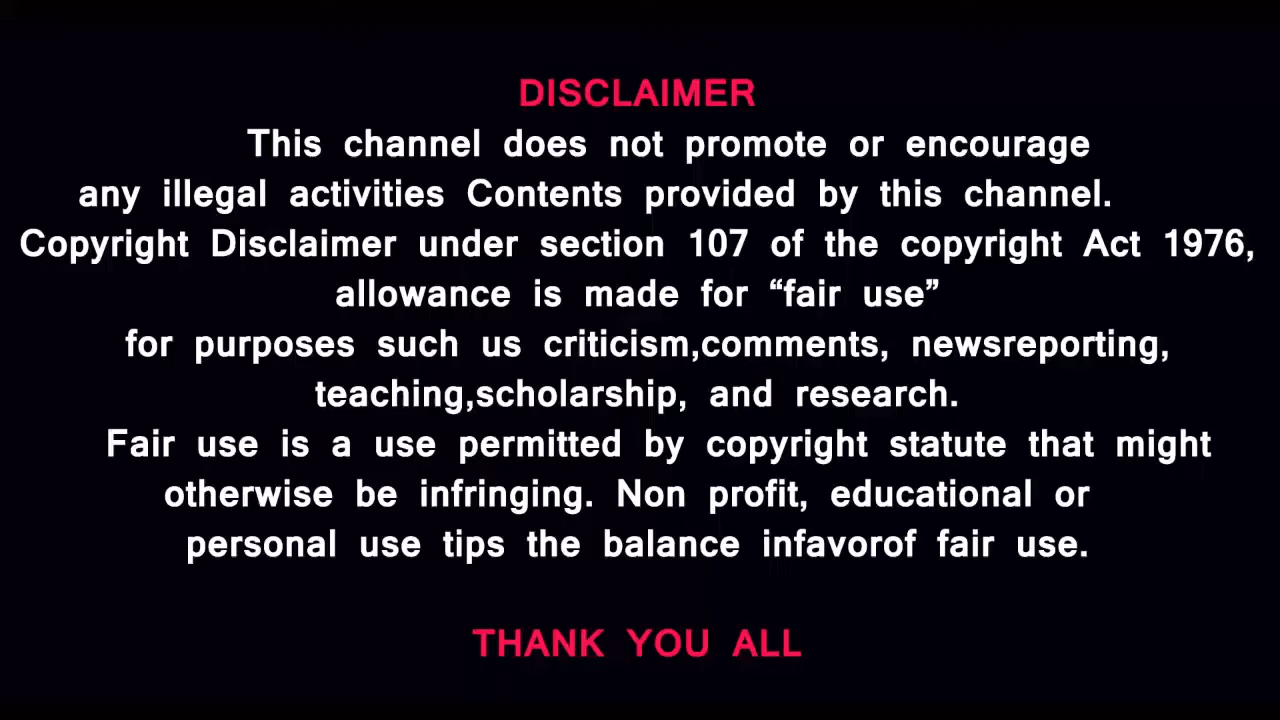 DISCLAIMER
This channel does not promote or encourage
any illegal activities Contents provided by this channel.
Copyright Disclaimer under section 107 of the copyright Act 1976,
allowance is made for “fair use”
for purposes such us criticism,comments, newsreporting,
teaching,scholarship, and research.
Fair use is a use permitted by copyright statute that might
otherwise be infringing. Non profit, educational or
personal use tips the balance infavorof fair use.
THANK YOU ALL